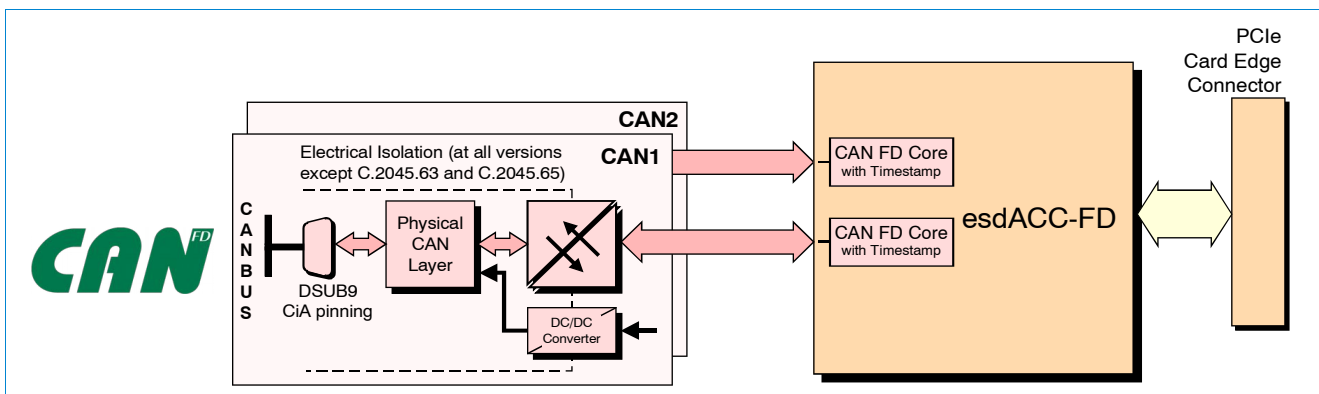 PCIe
Card Edge
Connector
CAN2
Electrical Isolation (at all versions
except C.2045.63 and C.2045.65)
CAN1
CAN FD Core
with Timestamp
CANBUS
Physical
CAN
Layer
esdACC-FD
CAN FD Core
with Timestamp
CAN FD
DSUB9
CiA pinning
DC/DC
Converter